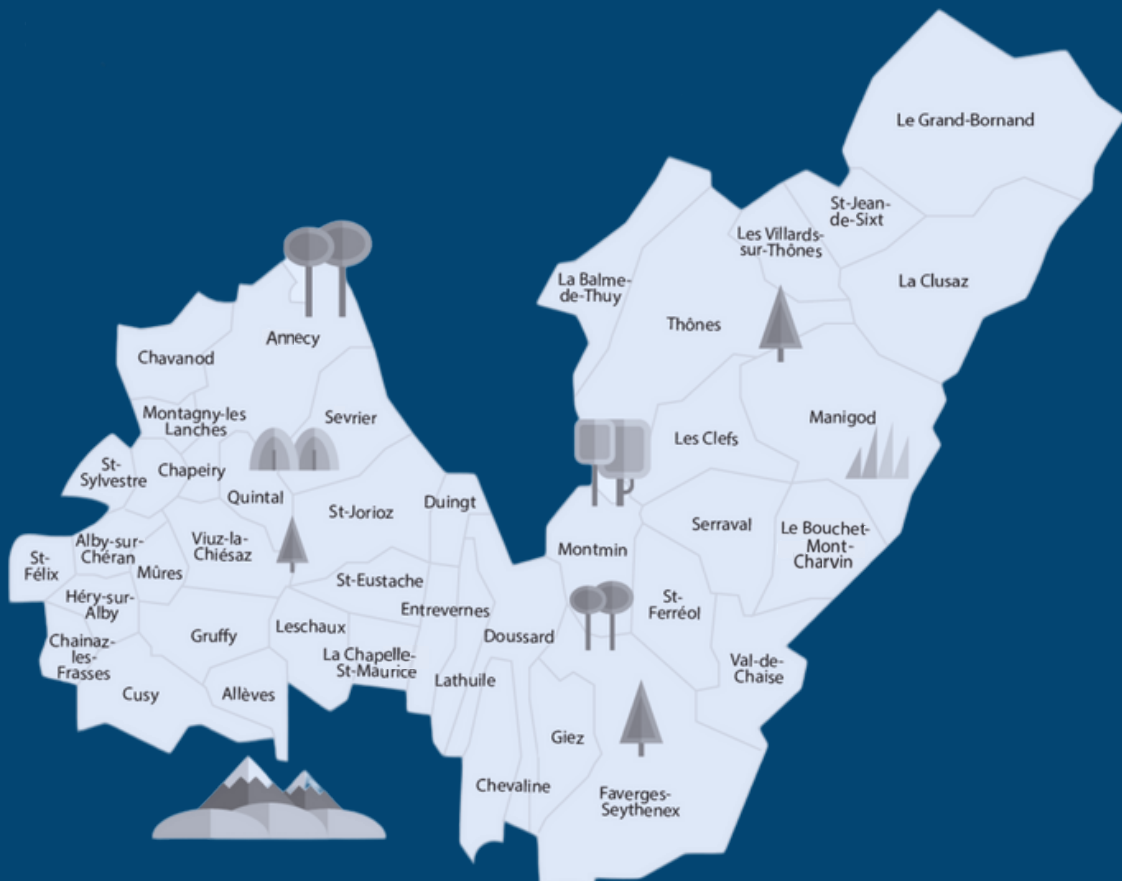 Le Grand-Bornand
St-Jean-
de-Sixt
Les Villards-
sur-Thônes
La Clusaz
La Balme-
de-Thuy
Thônes
Annecy
Chavanod
Montagny-les
Lanches
Sevrier
Manigod
Les Clefs
St-
Sylvestre
Chapeiry
Quintal
Duingt
St-Jorioz
Serraval
Le Bouchet-
Mont-
Charvin
Alby-sur-
Chéran
Viuz-la-
Chiésaz
Montmin
St-
Félix
Mûres
St-Eustache
Héry-sur-
Alby
Entrevernes
St-
Ferréol
Gruffy
Leschaux
Doussard
Chainaz-
les-
Frasses
La Chapelle-
St-Maurice
Val-de-
Chaise
Lathuile
Cusy
Allèves
Giez
Chevaline
Faverges-
Seythenex